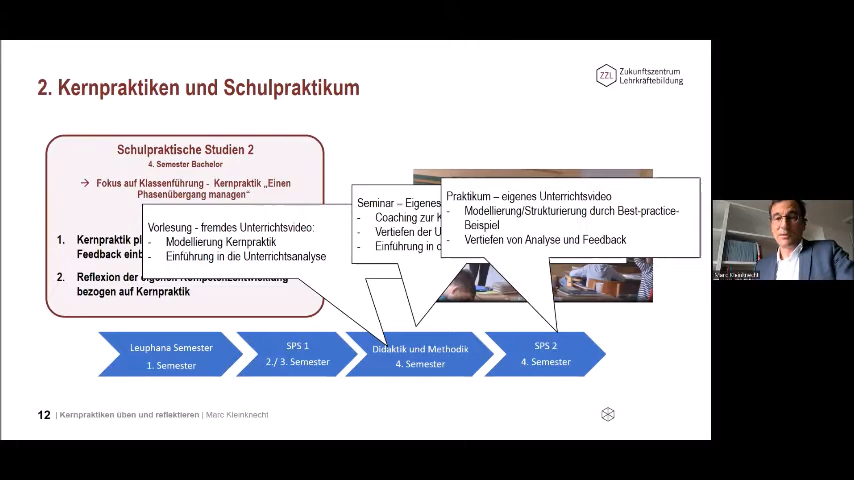 2. Kernpraktiken und Schulpraktikum
ZZL
Zukunftszentrum
Lehrkräftebildung
Schulpraktische Studien 2
4. Semester Bachelor
→ Fokus auf Klassenführung - Kernpraktik „Einen
Phasenübergang managen"
1. Kernpraktik pl
Feedback einb
2. Reflexion der eigenen Kompetenzentwicklung
bezogen auf Kernpraktik
Vorlesung - fremdes Unterrichtsvideo:
- Modellierung Kernpraktik
- Einführung in die Unterrichtsanalyse
Seminar – Eigenes
- Coaching zur K
- Vertiefen der U
- Einführung in d
Praktikum – eigenes Unterrichtsvideo
- Modellierung/Strukturierung durch Best-practice-
Beispiel
- Vertiefen von Analyse und Feedback
Leuphana Semester
1. Semester
SPS 1
2./ 3. Semester
Didaktik und Methodik
4. Semester
SPS 2
4. Semester
12 | Kernpraktiken üben und reflektieren | Marc Kleinknecht
Marc Kleinknecht